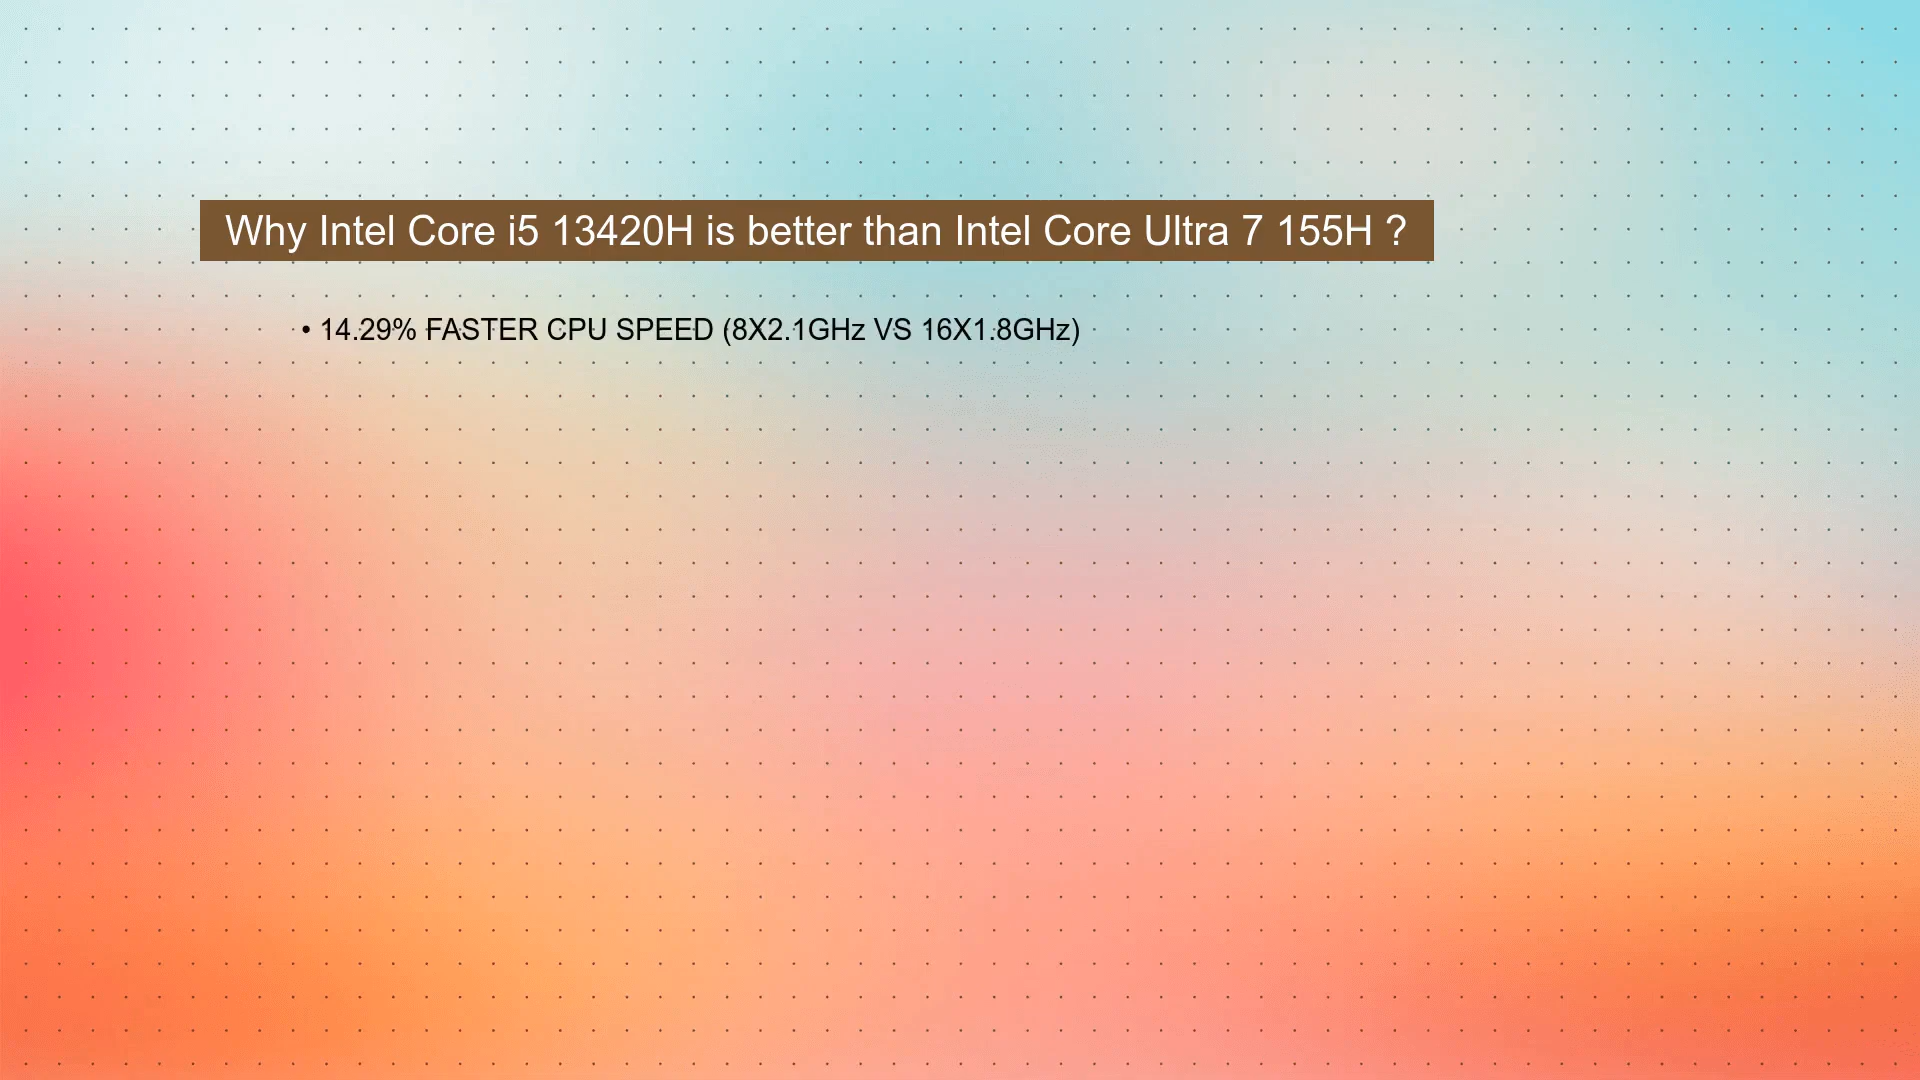 Why Intel Core i5 13420H is better than Intel Core Ultra 7 155H ?
• 14.29% FASTER CPU SPEED (8X2.1GHz VS 16X1.8GHz)